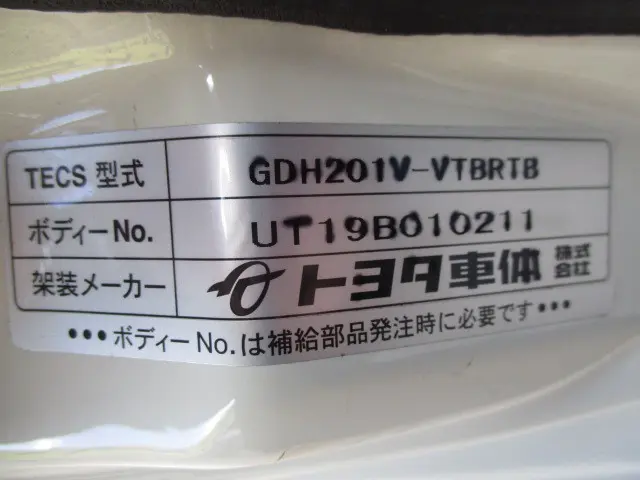 TECS 型式 GDH201V-VTBRTB
ボディーNo. UT19B010211
架装メーカー トヨタ車体 株式会社
•••ボディーNo.は補給部品発注時に必要です•••